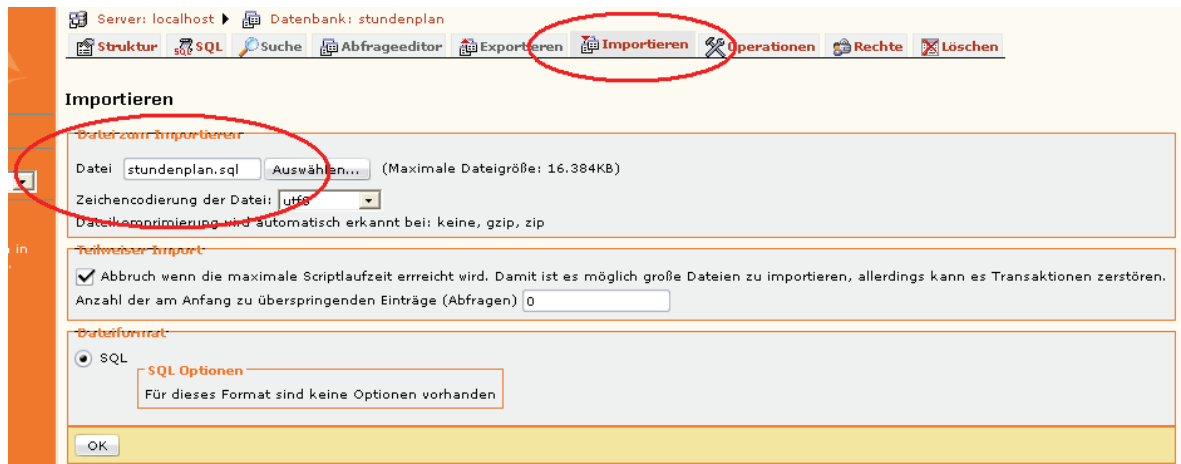 Server: localhost Datenbank: stundenplan
Struktur SQL Suche Abfrageeditor Exportieren Importieren Operationen Rechte Löschen
Importieren
Datei zum Importieren
Datei stundenplan.sql Auswählen... (Maximale Dateigröße: 16.384KB)
Zeichencodierung der Datei: utf8
Dateikomprimierung wird automatisch erkannt bei: keine, gzip, zip
in
Teilweiser Import
Abbruch wenn die maximale Scriptlaufzeit errreicht wird. Damit ist es möglich große Dateien zu importieren, allerdings kann es Transaktionen zerstören.
Anzahl der am Anfang zu überspringenden Einträge (Abfragen) 0
Dateiformat
SQL
SQL Optionen
Für dieses Format sind keine Optionen vorhanden
OK